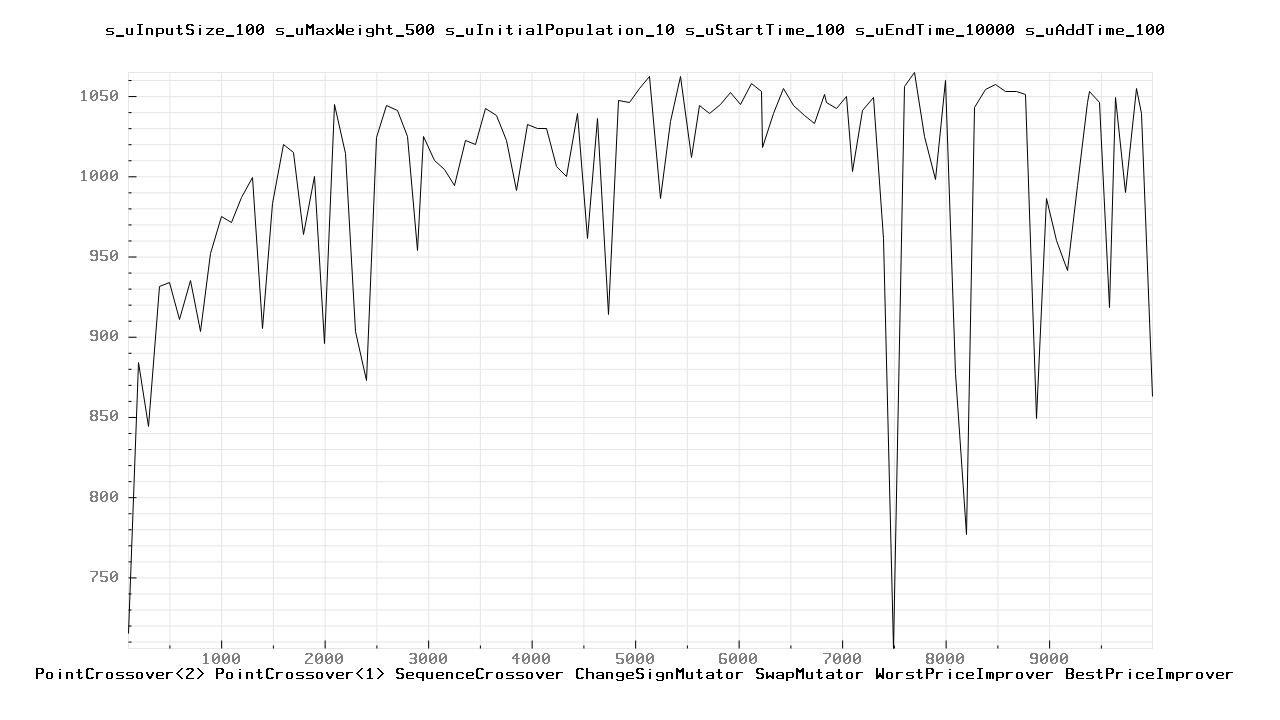 s_uInputSize_100 s_uMaxWeight_500 s_uInitialPopulation_10 s_uStartTime_100 s_uEndTime_10000 s_uAddTime_100
1050
1000
950
900
850
800
750
1000 2000 3000 4000 5000 6000 7000 8000 9000
PointCrossover<2> PointCrossover<1> SequenceCrossover ChangeSignMutator SwapMutator WorstPriceImprover BestPriceImprover